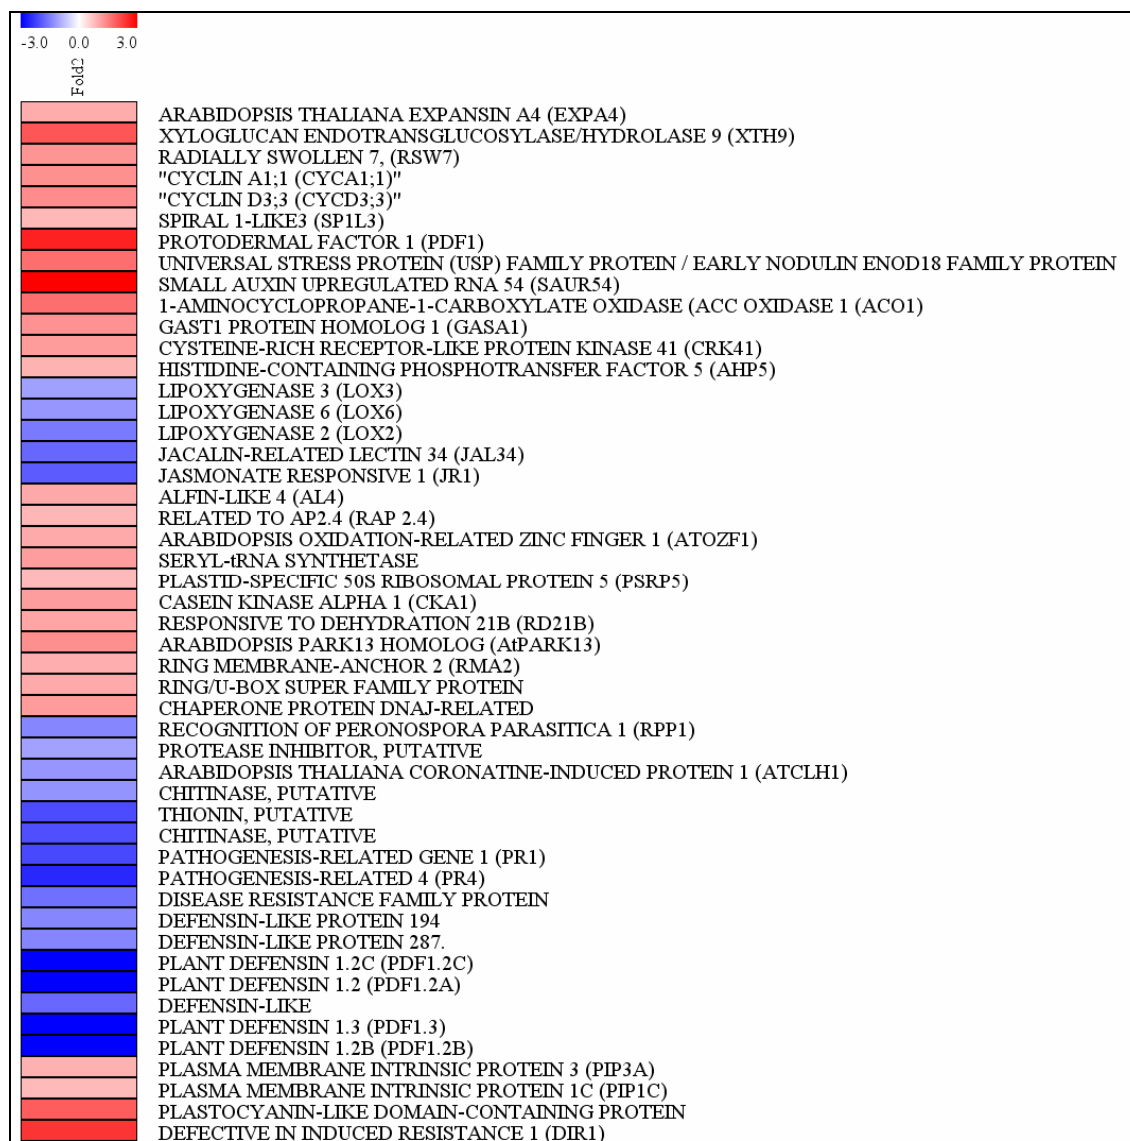 -3.0 0.0 3.0
Fold2
ARABIDOPSIS THALIANA EXPANSIN A4 (EXPA4)
XYLOGLUCAN ENDOTRANSGLUCOSYLASE/HYDROLASE 9 (XTH9)
RADIALLY SWOLLEN 7, (RSW7)
"CYCLIN A1;1 (CYCA1;1)"
"CYCLIN D3;3 (CYCD3;3)"
SPIRAL 1-LIKE3 (SP1L3)
PROTODERMAL FACTOR 1 (PDF1)
UNIVERSAL STRESS PROTEIN (USP) FAMILY PROTEIN / EARLY NODULIN ENOD18 FAMILY PROTEIN
SMALL AUXIN UPREGULATED RNA 54 (SAUR54)
1-AMINOCYCLOPROPANE-1-CARBOXYLATE OXIDASE (ACC OXIDASE 1 (ACO1)
GAST1 PROTEIN HOMOLOG 1 (GASA1)
CYSTEINE-RICH RECEPTOR-LIKE PROTEIN KINASE 41 (CRK41)
HISTIDINE-CONTAINING PHOSPHOTRANSFER FACTOR 5 (AHP5)
LIPOXYGENASE 3 (LOX3)
LIPOXYGENASE 6 (LOX6)
LIPOXYGENASE 2 (LOX2)
JACALIN-RELATED LECTIN 34 (JAL34)
JASMONATE RESPONSIVE 1 (JR1)
ALFIN-LIKE 4 (AL4)
RELATED TO AP2.4 (RAP 2.4)
ARABIDOPSIS OXIDATION-RELATED ZINC FINGER 1 (ATOZF1)
SERYL-tRNA SYNTHETASE
PLASTID-SPECIFIC 50S RIBOSOMAL PROTEIN 5 (PSRP5)
CASEIN KINASE ALPHA 1 (CKA1)
RESPONSIVE TO DEHYDRATION 21B (RD21B)
ARABIDOPSIS PARK13 HOMOLOG (AtPARK13)
RING MEMBRANE-ANCHOR 2 (RMA2)
RING/U-BOX SUPER FAMILY PROTEIN
CHAPERONE PROTEIN DNAJ-RELATED
RECOGNITION OF PERONOSPORA PARASITICA 1 (RPP1)
PROTEASE INHIBITOR, PUTATIVE
ARABIDOPSIS THALIANA CORONATINE-INDUCED PROTEIN 1 (ATCLH1)
CHITINASE, PUTATIVE
THIONIN, PUTATIVE
CHITINASE, PUTATIVE
PATHOGENESIS-RELATED GENE 1 (PR1)
PATHOGENESIS-RELATED 4 (PR4)
DISEASE RESISTANCE FAMILY PROTEIN
DEFENSIN-LIKE PROTEIN 194
DEFENSIN-LIKE PROTEIN 287.
PLANT DEFENSIN 1.2C (PDF1.2C)
PLANT DEFENSIN 1.2 (PDF1.2A)
DEFENSIN-LIKE
PLANT DEFENSIN 1.3 (PDF1.3)
PLANT DEFENSIN 1.2B (PDF1.2B)
PLASMA MEMBRANE INTRINSIC PROTEIN 3 (PIP3A)
PLASMA MEMBRANE INTRINSIC PROTEIN 1C (PIP1C)
PLASTOCYANIN-LIKE DOMAIN-CONTAINING PROTEIN
DEFECTIVE IN INDUCED RESISTANCE 1 (DIR1)